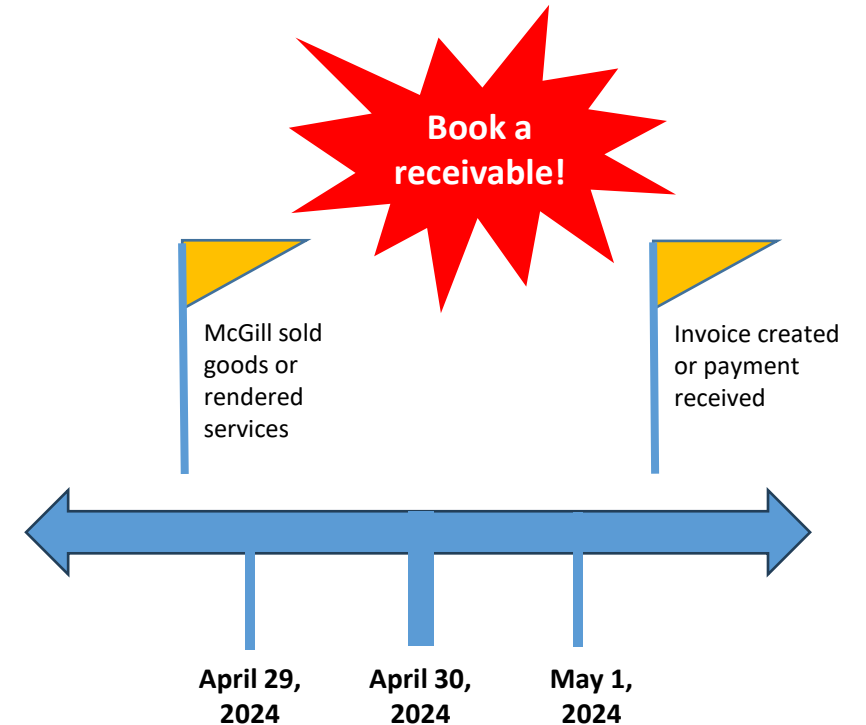 Book a
receivable!
McGill sold
goods or
rendered
services
Invoice created
or payment
received
April 29,
2024
April 30,
2024
May 1,
2024